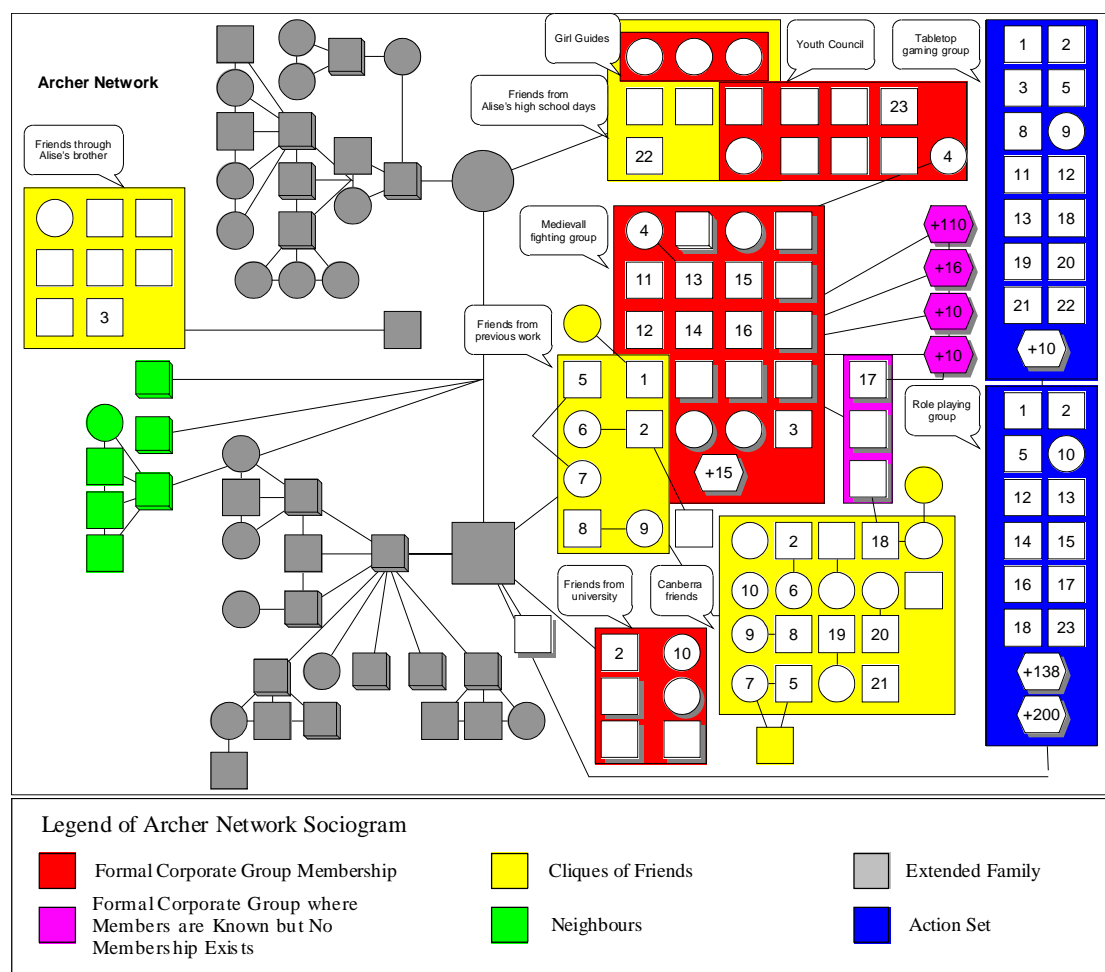 Archer Network
Girl Guides
Youth Council
Tabletop
gaming group
Friends from
Alise's high school days
Friends through
Alise's brother
23
22
4
1 2
3 5
8 9
11 12
13 18
19 20
21 22
+10
Medievall
fighting group
4
11 13 15
12 14 16
3
+15
+110
+16
+10
+10
3
Friends from
previous work
5 1
6 2
7
8 9
17
Role playing
group
1 2
5 10
12 13
14 15
16 17
18 23
+138
+200
Friends from
university
2 10
Canberra
friends
2 18
10 6
9 8 19 20
7 5 21
Legend of Archer Network Sociogram
Formal Corporate Group Membership
Formal Corporate Group where
Members are Known but No
Membership Exists
Cliques of Friends
Neighbours
Extended Family
Action Set